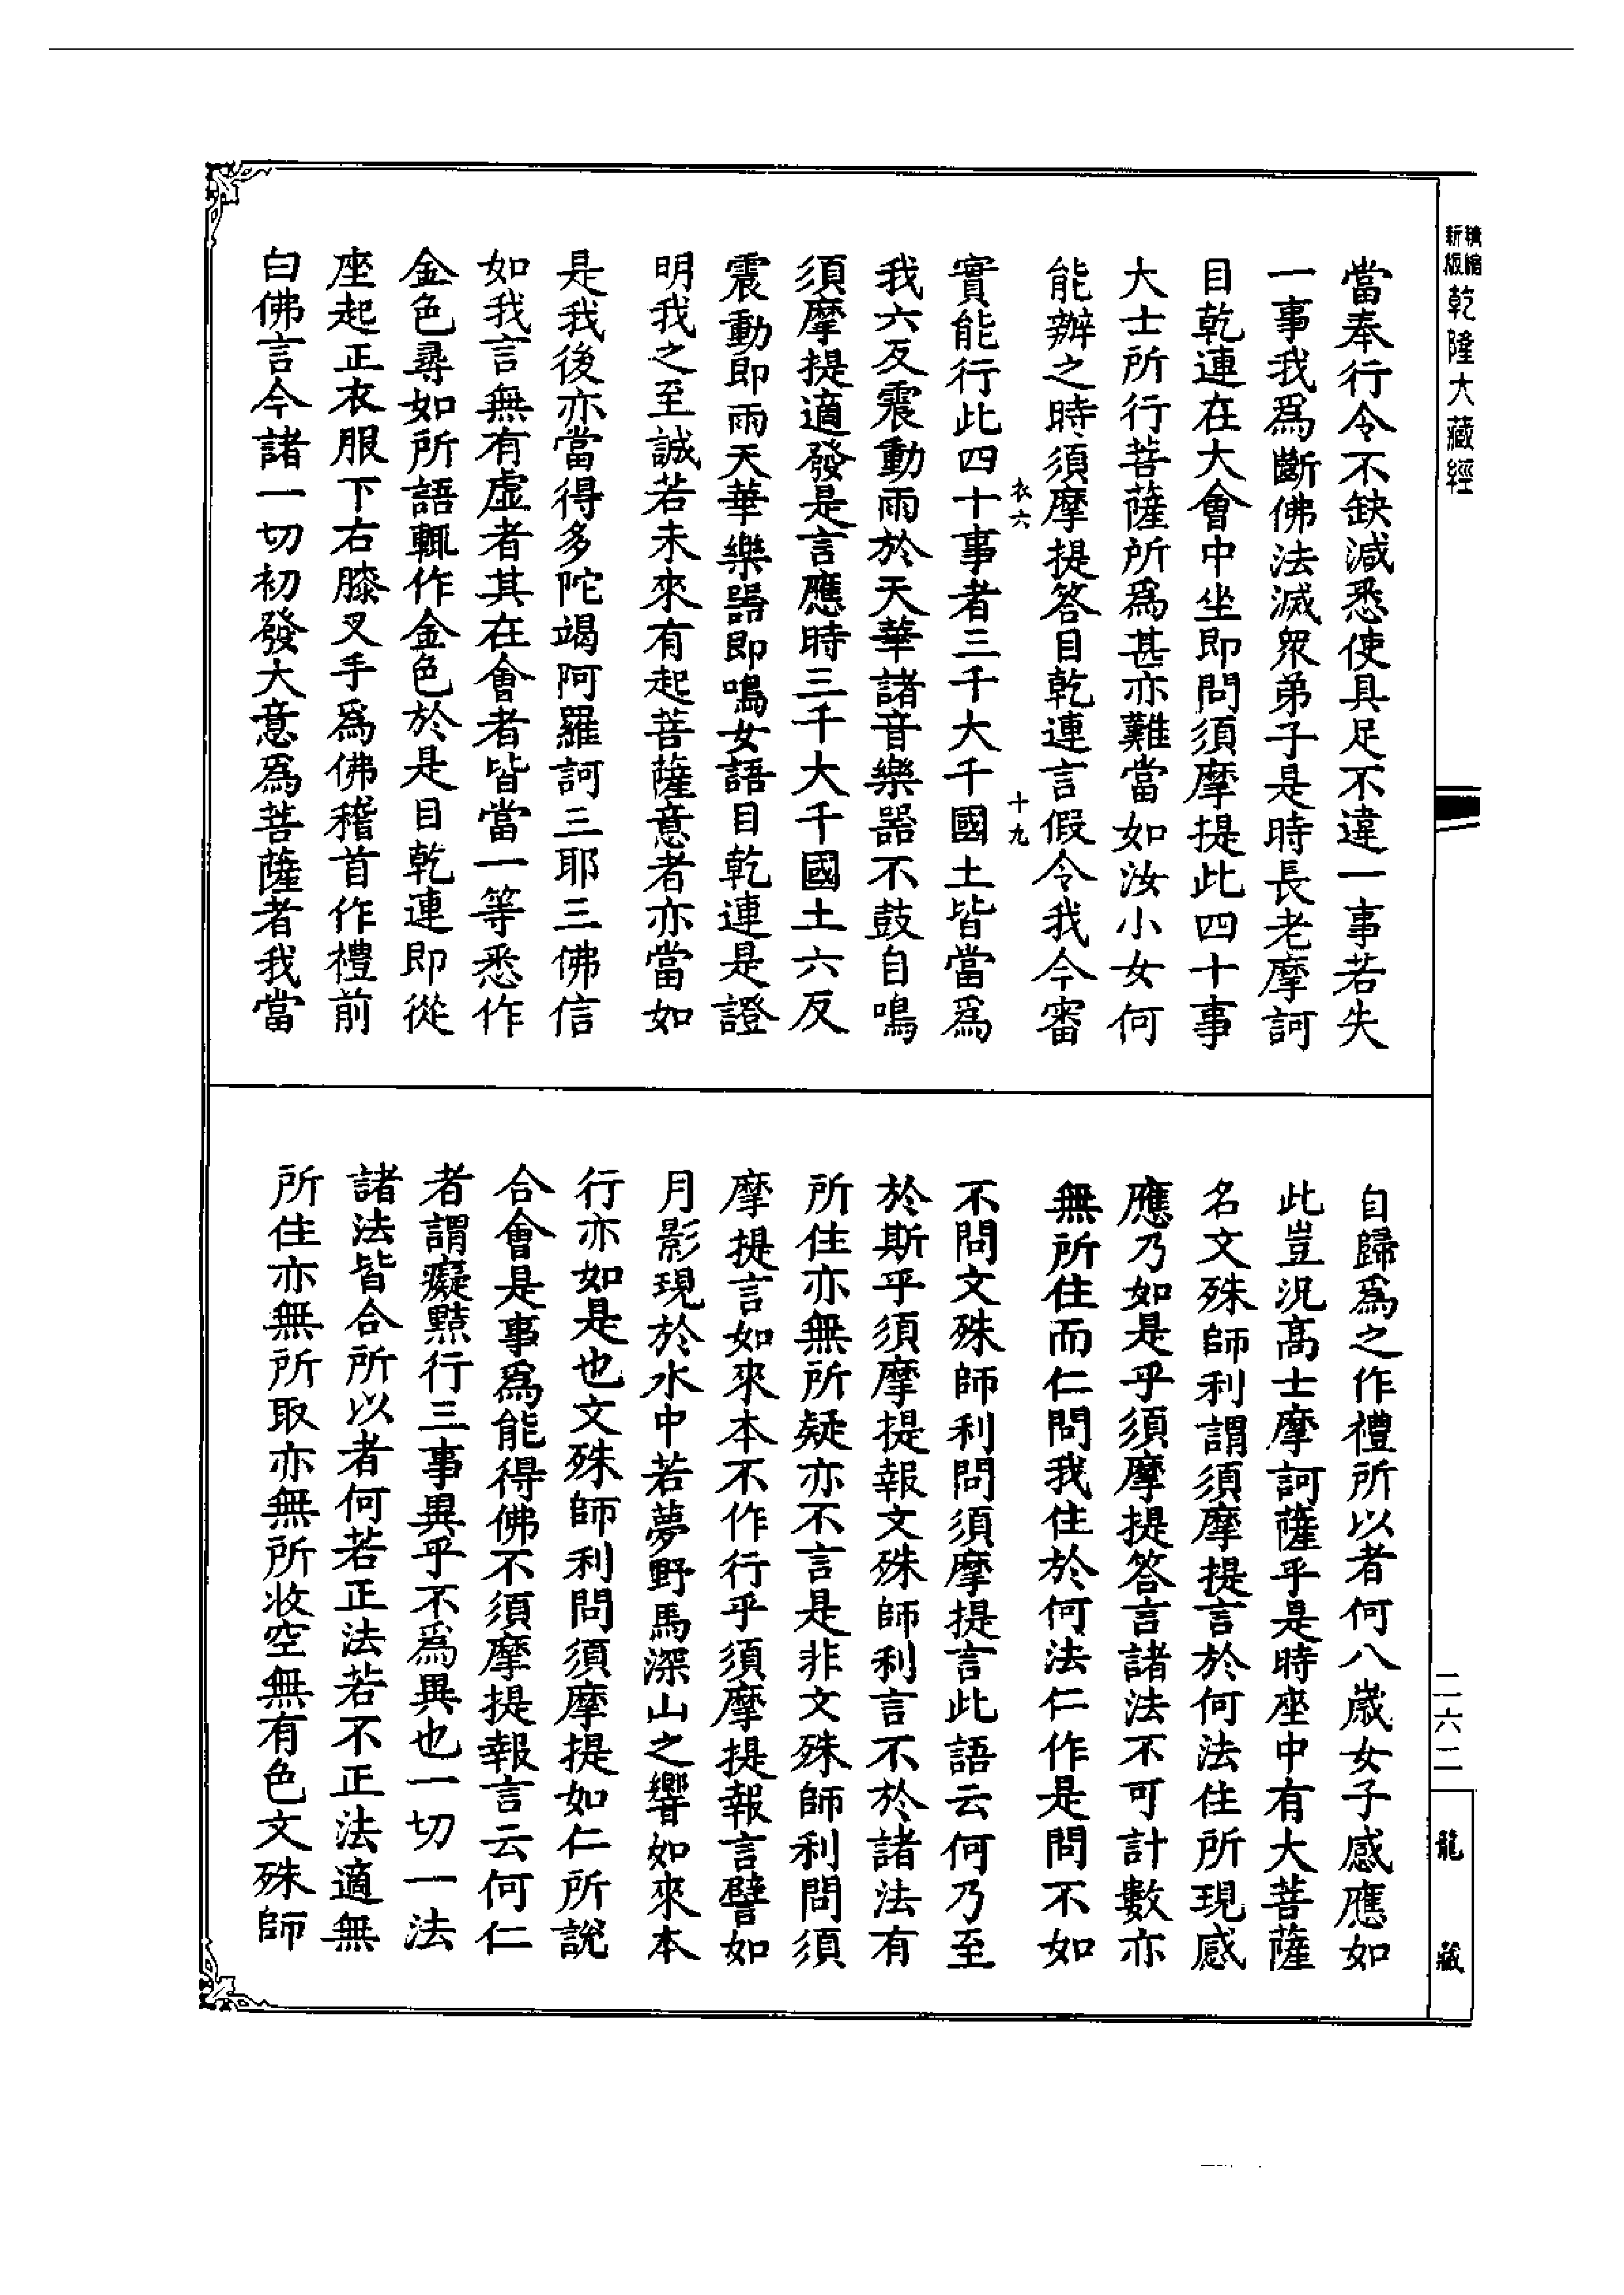 精縮新版乾隆大藏經
當奉行令不缺減悉使具足不違一事若失
一事我爲斷佛法滅衆弟子是時長老摩訶
目乾連在大會中坐即問須摩提此四十事
大士所行菩薩所爲甚亦難當如汝小女何
能辦之時須摩提答目乾連言假令我今審
衣六
十九
實能行此四十事者三千大千國土皆當爲
我六反震動雨於天華諸音樂器不鼓自鳴
須摩提適發是言應時三千大千國土六反
震動即雨天華樂器即鳴女語目乾連是證
明我之至誠若未來有起菩薩意者亦當如
是我後亦當得多陀竭阿羅訶三耶三佛信
如我言無有虛者其在會者皆當一等悉作
金色尋如所語輒作金色於是目乾連即從
座起正衣服下右膝叉手爲佛稽首作禮前
白佛言今諸一切初發大意爲菩薩者我當
自歸爲之作禮所以者何八歲女子感應如
此豈況高士摩訶薩乎是時座中有大菩薩
名文殊師利謂須摩提言於何法住所現感
應乃如是乎須摩提答言諸法不可計數亦
無所住而仁問我住於何法仁作是問不如
不問文殊師利問須摩提言此語云何乃至
於斯乎須摩提報文殊師利言不於諸法有
所住亦無所疑亦不言是非文殊師利問須
摩提言如來本不作行乎須摩提報言譬如
月影現於水中若夢野馬深山之響如來本
行亦如是也文殊師利問須摩提如仁所說
合會是事爲能得佛不須摩提報言云何仁
者謂癡黠行三事異乎不爲異也一切一法
諸法皆合所以者何若正法若不正法適無
所住亦無所取亦無所收空無有色文殊師
二六二
龍藏